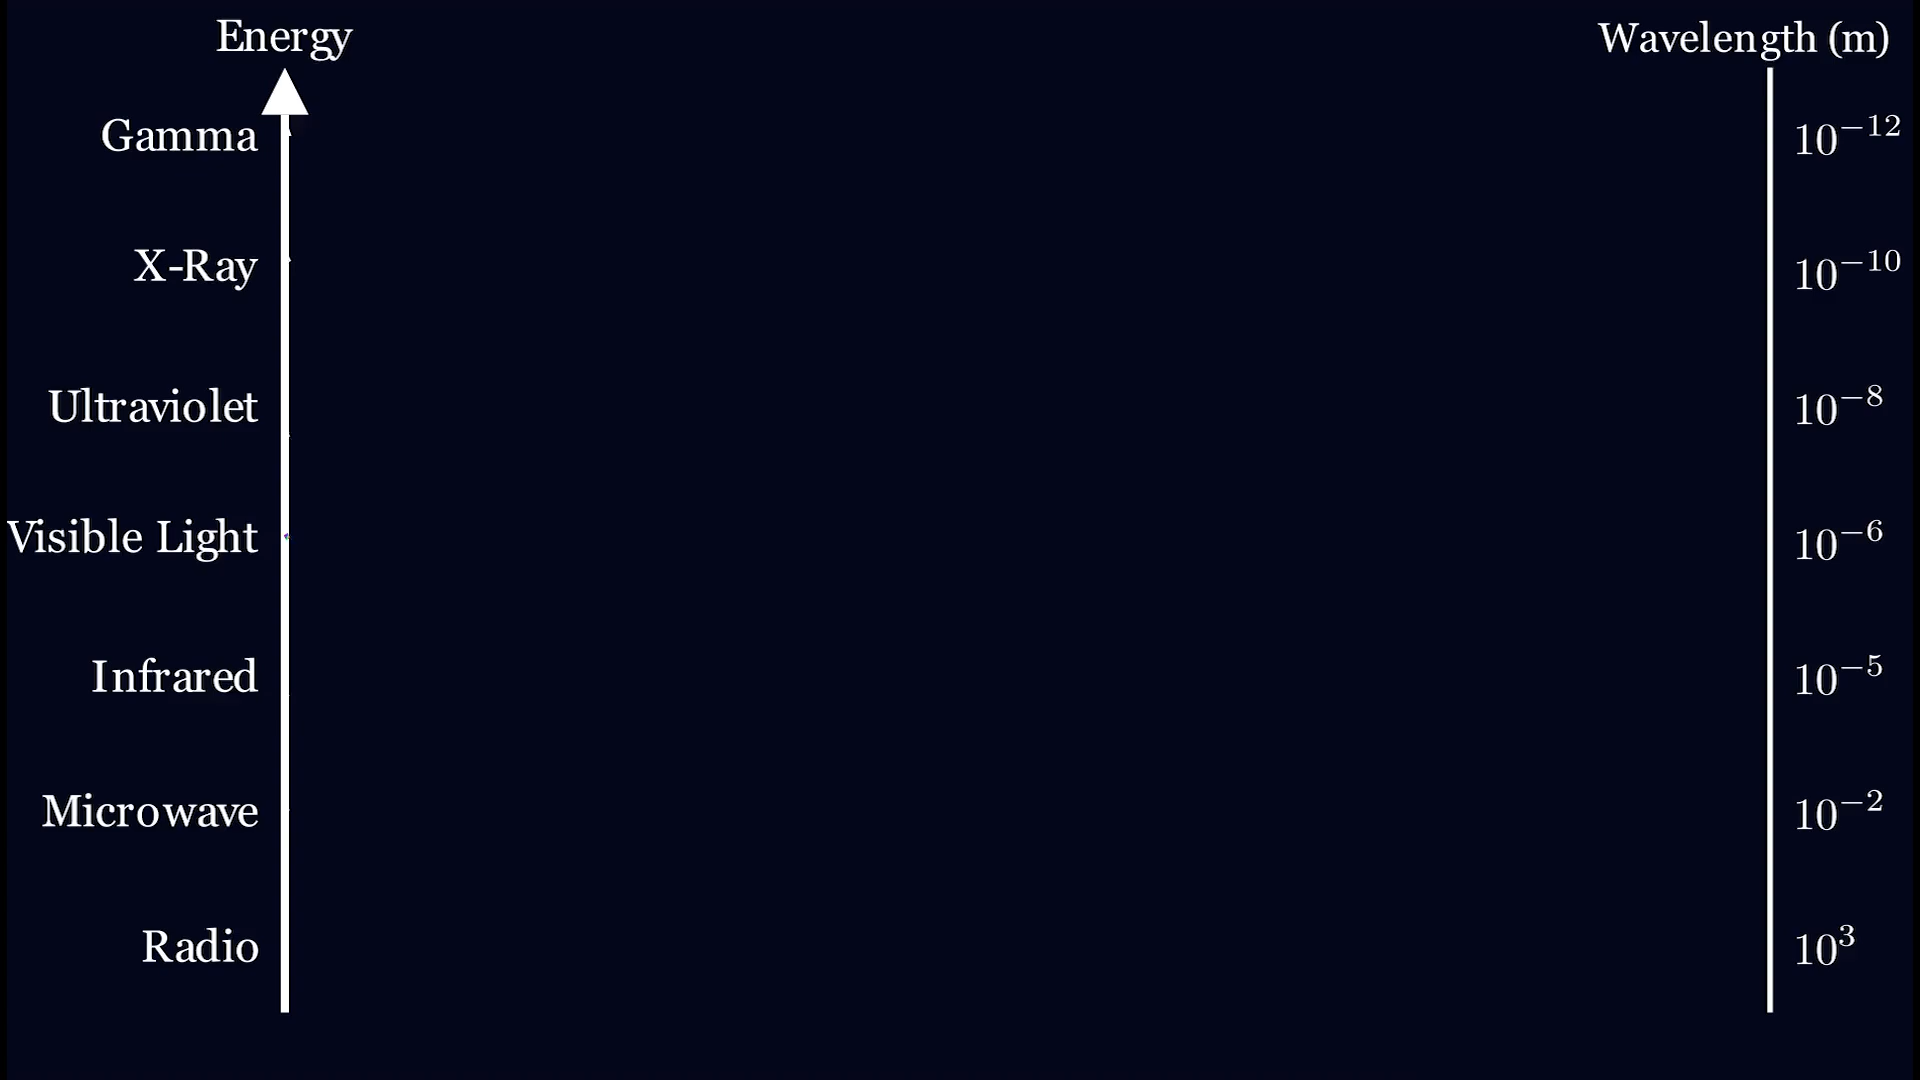 Energy
Wavelength (m)
Gamma
10⁻¹²
X-Ray
10⁻¹⁰
Ultraviolet
10⁻⁸
Visible Light
10⁻⁶
Infrared
10⁻⁵
Microwave
10⁻²
Radio
10³